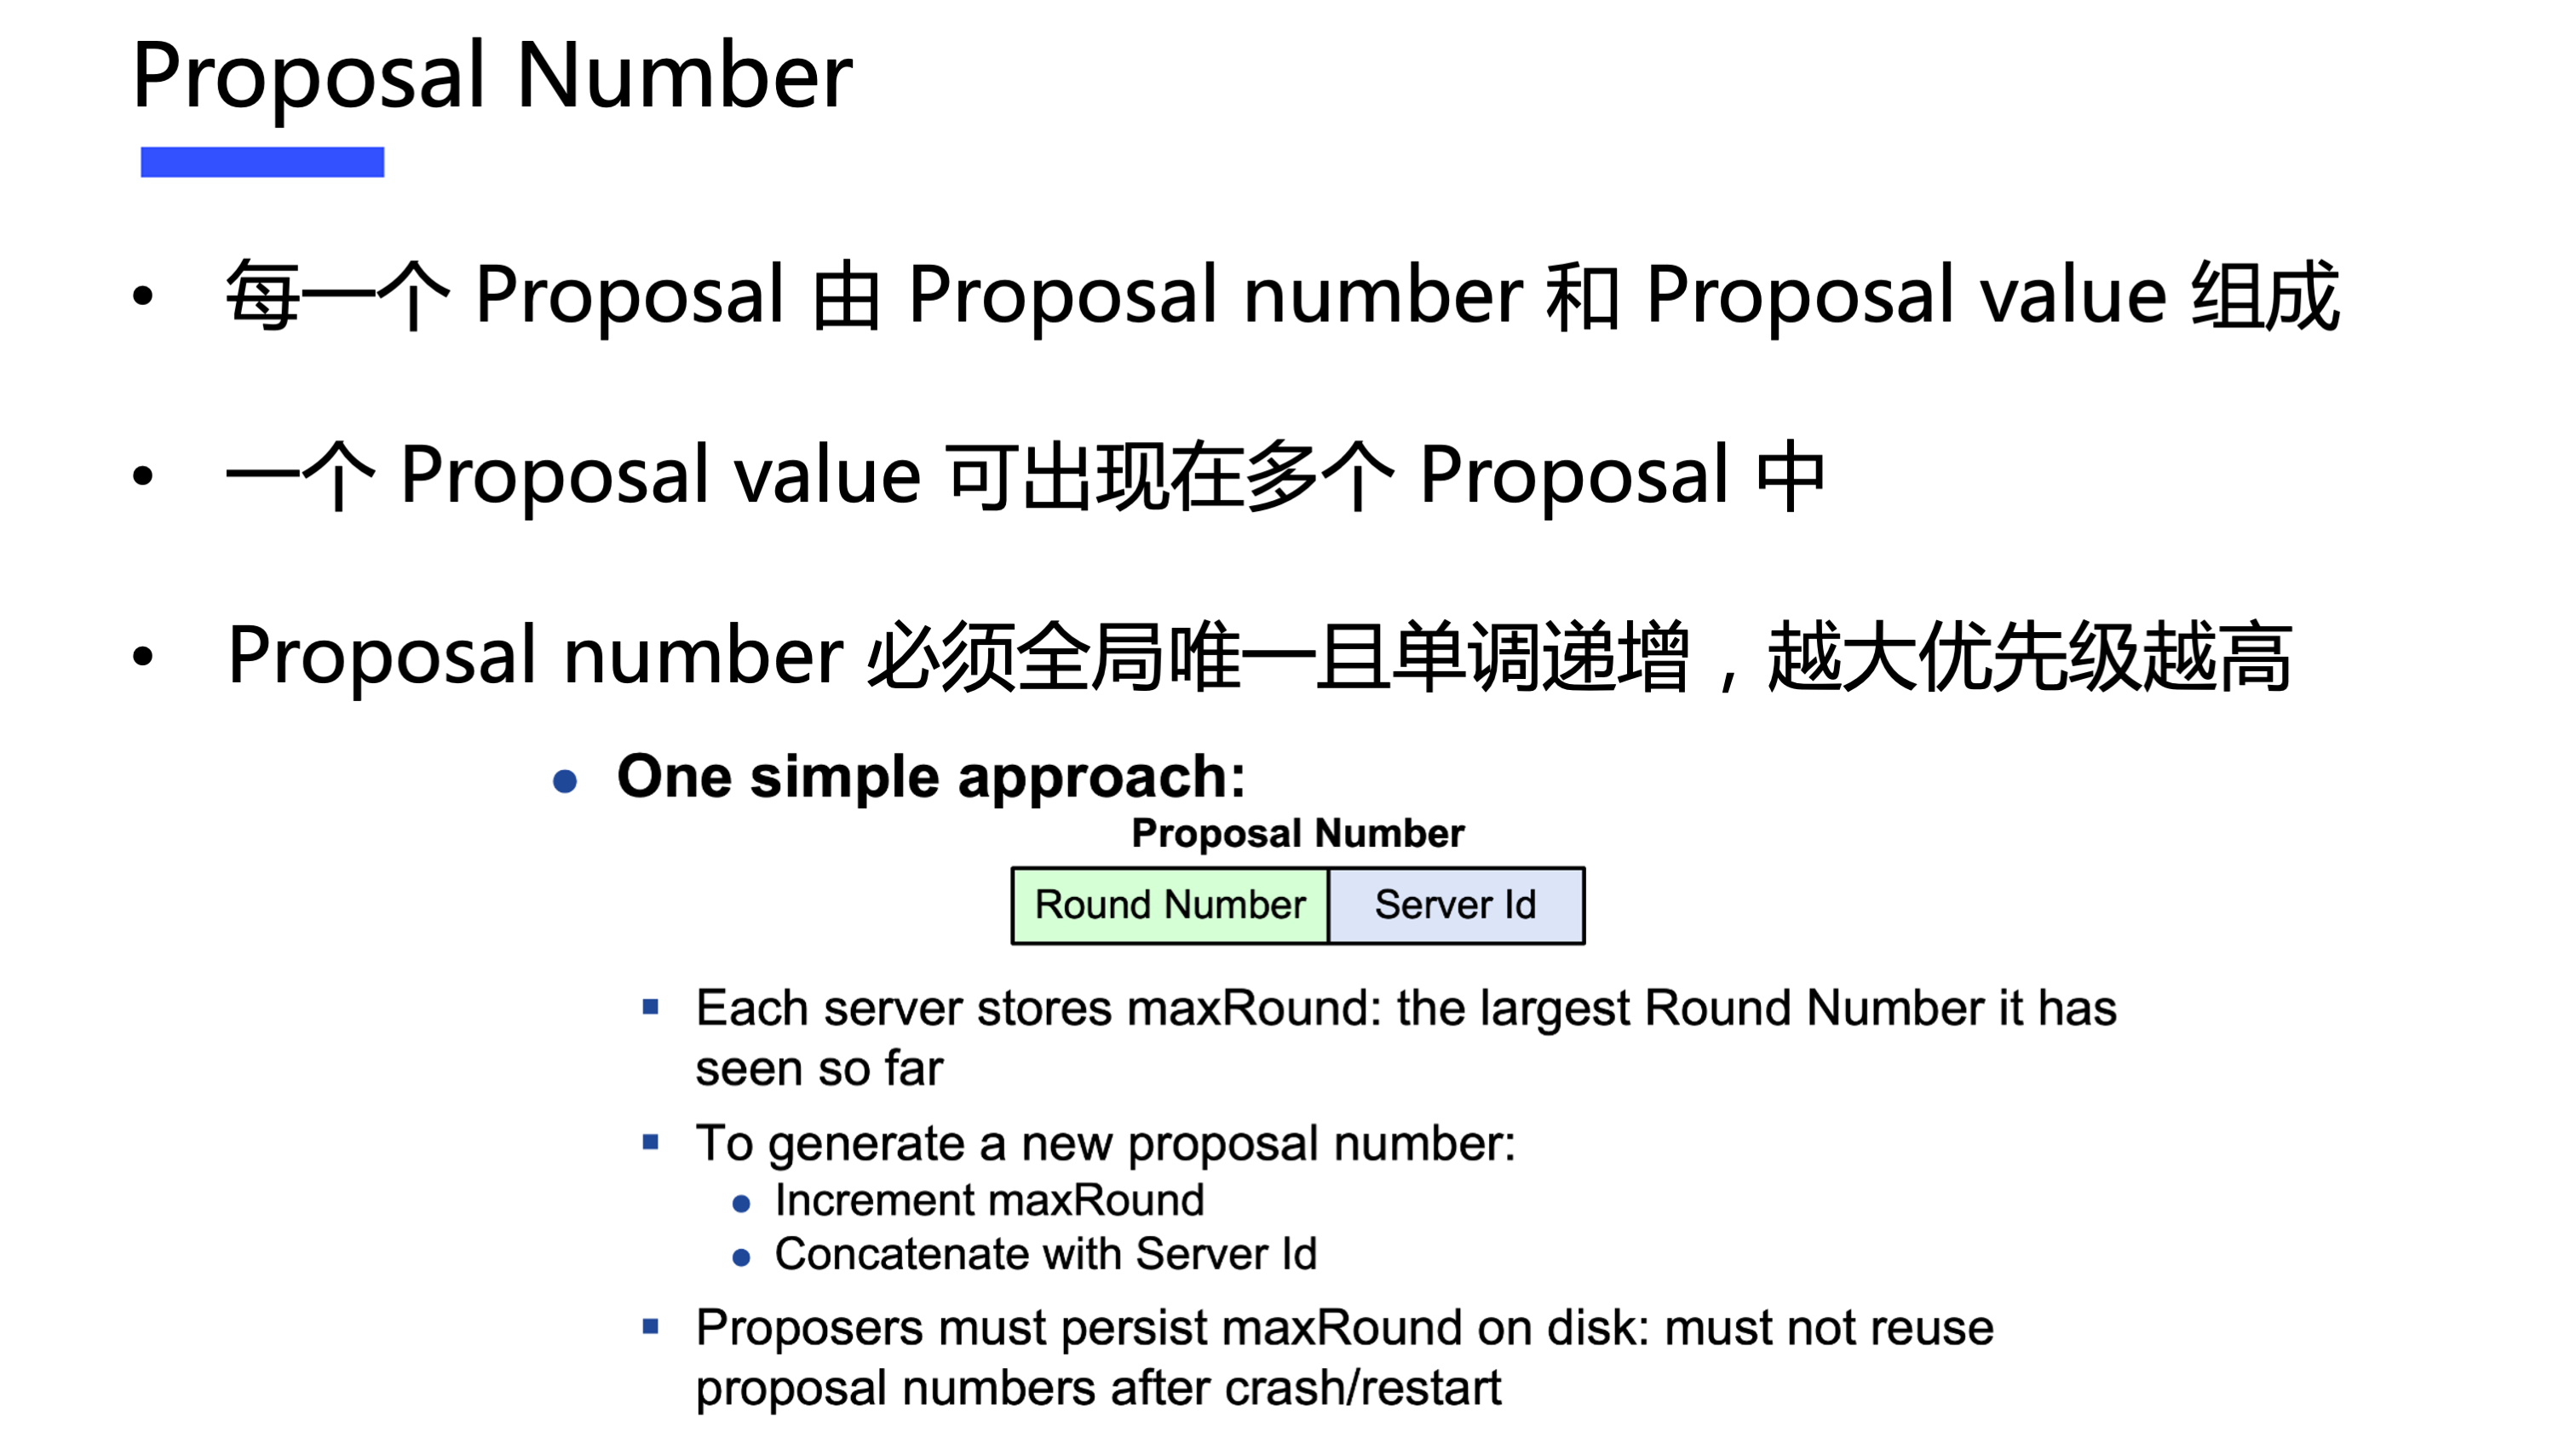 Proposal Number
• 每一个 Proposal 由 Proposal number 和 Proposal value 组成
• 一个 Proposal value 可出现在多个 Proposal 中
• Proposal number 必须全局唯一且单调递增，越大优先级越高
• One simple approach:
Proposal Number
Round Number Server Id
▪ Each server stores maxRound: the largest Round Number it has
seen so far
▪ To generate a new proposal number:
• Increment maxRound
• Concatenate with Server Id
▪ Proposers must persist maxRound on disk: must not reuse
proposal numbers after crash/restart